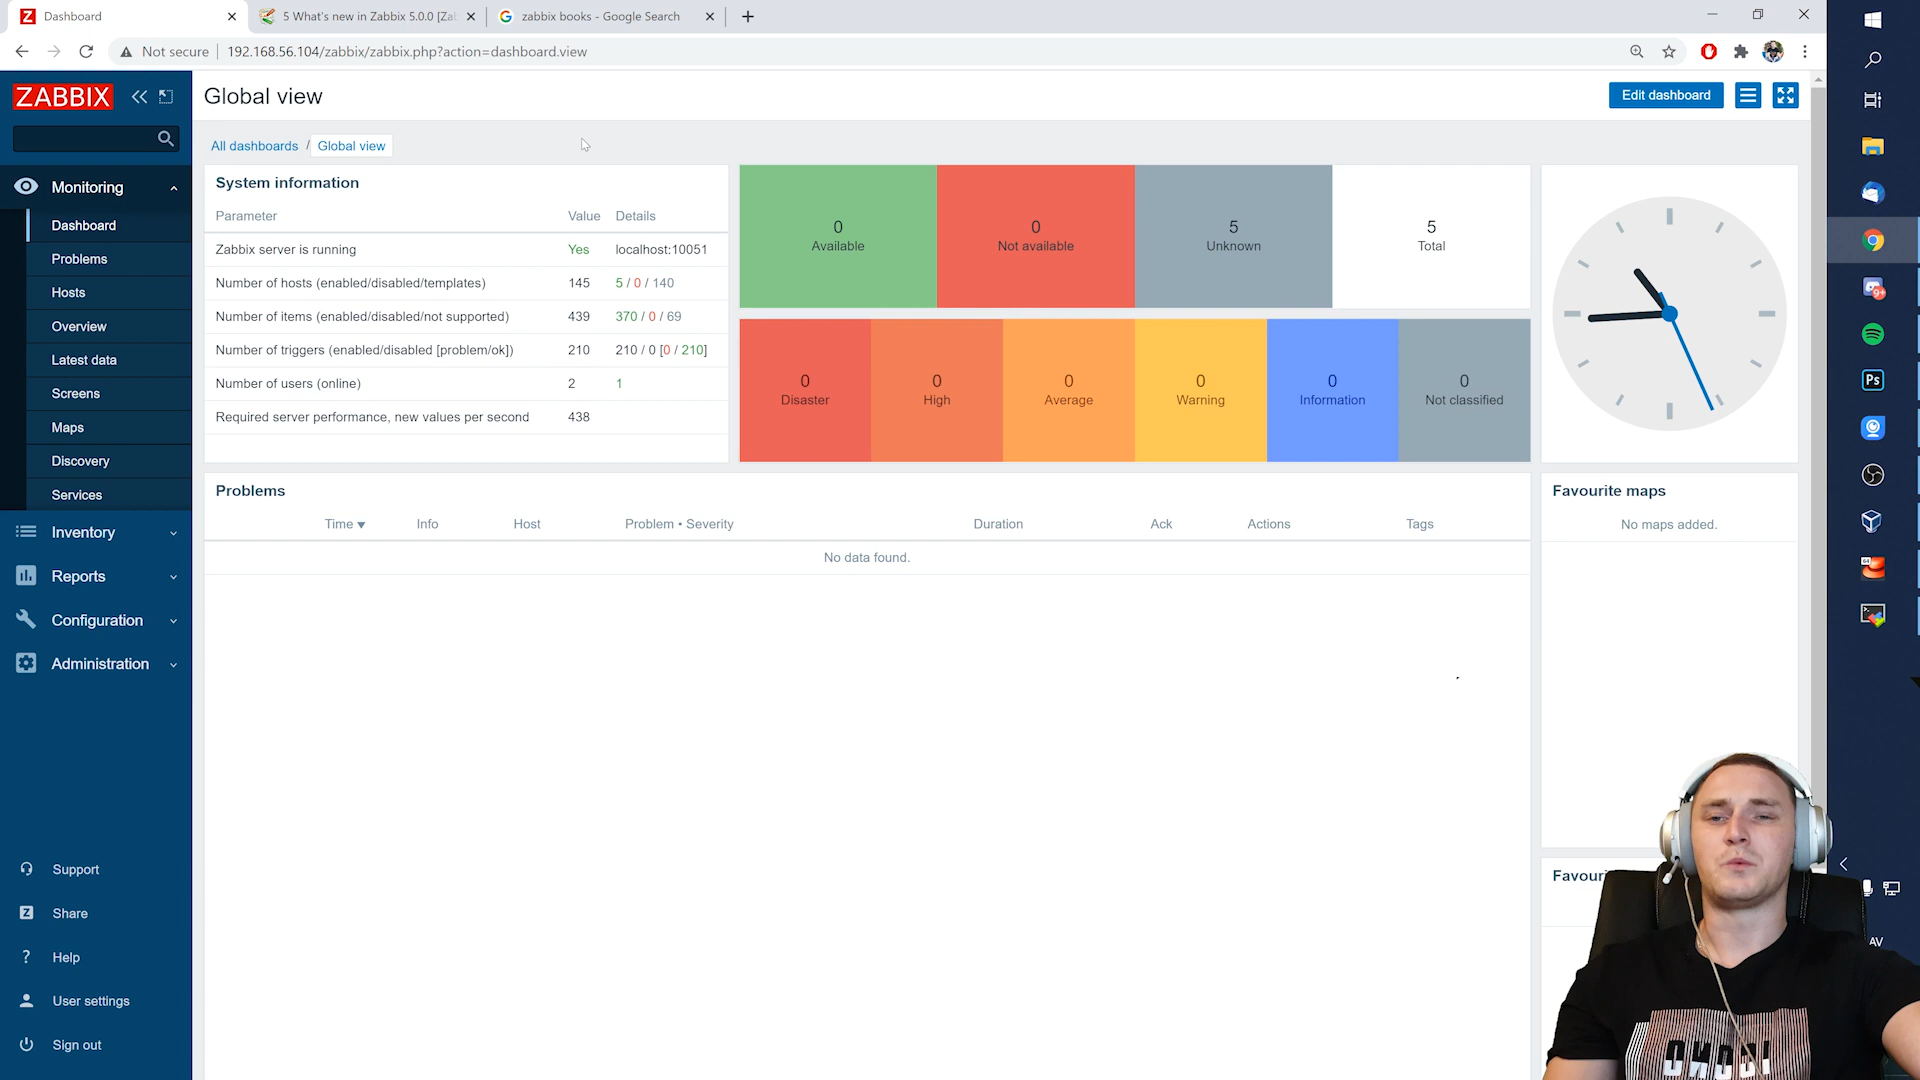 Dashboard
5 What's new in Zabbix 5.0.0 [Zab
zabbix books - Google Search
Not secure
192.168.56.104/zabbix/zabbix.php?action=dashboard.view
ZABBIX
Global view
Edit dashboard
All dashboards / Global view
Monitoring
Dashboard
Problems
Hosts
Overview
Latest data
Screens
Maps
Discovery
Services
Inventory
Reports
Configuration
Administration
Support
Share
Help
User settings
Sign out
System information
Parameter Value Details
Zabbix server is running Yes localhost:10051
Number of hosts (enabled/disabled/templates) 145 5 / 0 / 140
Number of items (enabled/disabled/not supported) 439 370 / 0 / 69
Number of triggers (enabled/disabled [problem/ok]) 210 210 / 0 [0 / 210]
Number of users (online) 2 1
Required server performance, new values per second 438
0 Available
0 Not available
5 Unknown
5 Total
0 Disaster
0 High
0 Average
0 Warning
0 Information
0 Not classified
Problems
Time Info Host Problem • Severity Duration Ack Actions Tags
No data found.
Favourite maps
No maps added.
Favouri
Ps
9+
64
AV